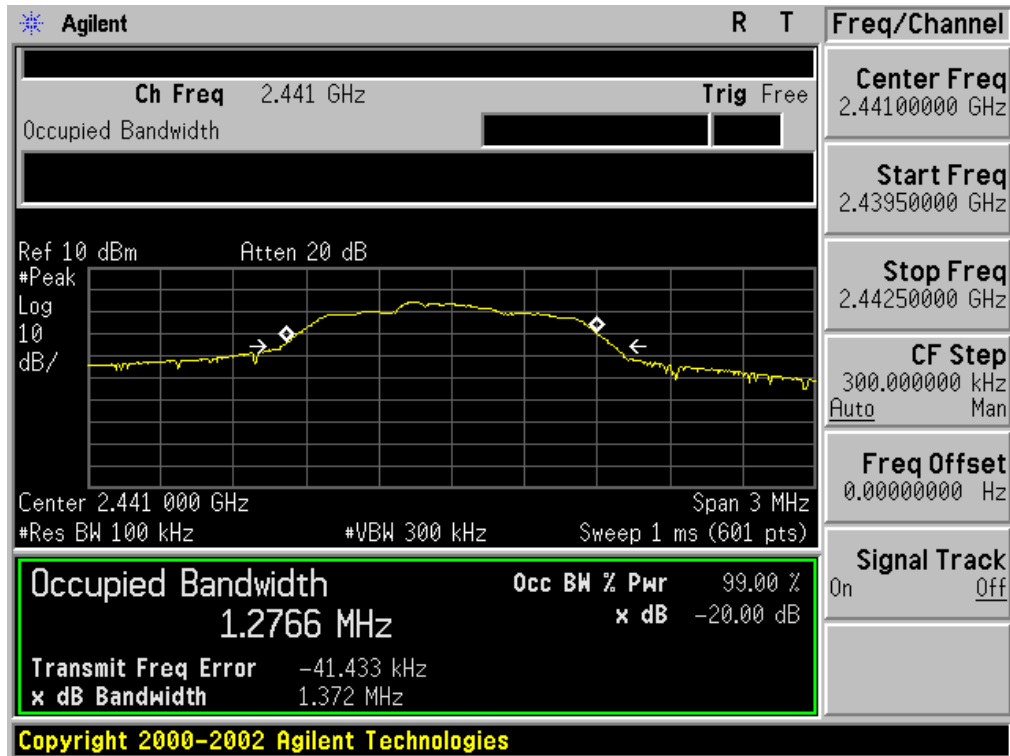 Agilent R T
Freq/Channel
Ch Freq 2.441 GHz Trig Free
Occupied Bandwidth
Ref 10 dBm Atten 20 dB
#Peak
Log
10
dB/
Center 2.441 000 GHz Span 3 MHz
#Res BW 100 kHz #VBW 300 kHz Sweep 1 ms (601 pts)
Occupied Bandwidth Occ BW % Pwr 99.00 %
1.2766 MHz x dB -20.00 dB
Transmit Freq Error -41.433 kHz
x dB Bandwidth 1.372 MHz
Center Freq
2.44100000 GHz
Start Freq
2.43950000 GHz
Stop Freq
2.44250000 GHz
CF Step
300.000000 kHz
Auto Man
Freq Offset
0.00000000 Hz
Signal Track
On Off
Copyright 2000-2002 Agilent Technologies